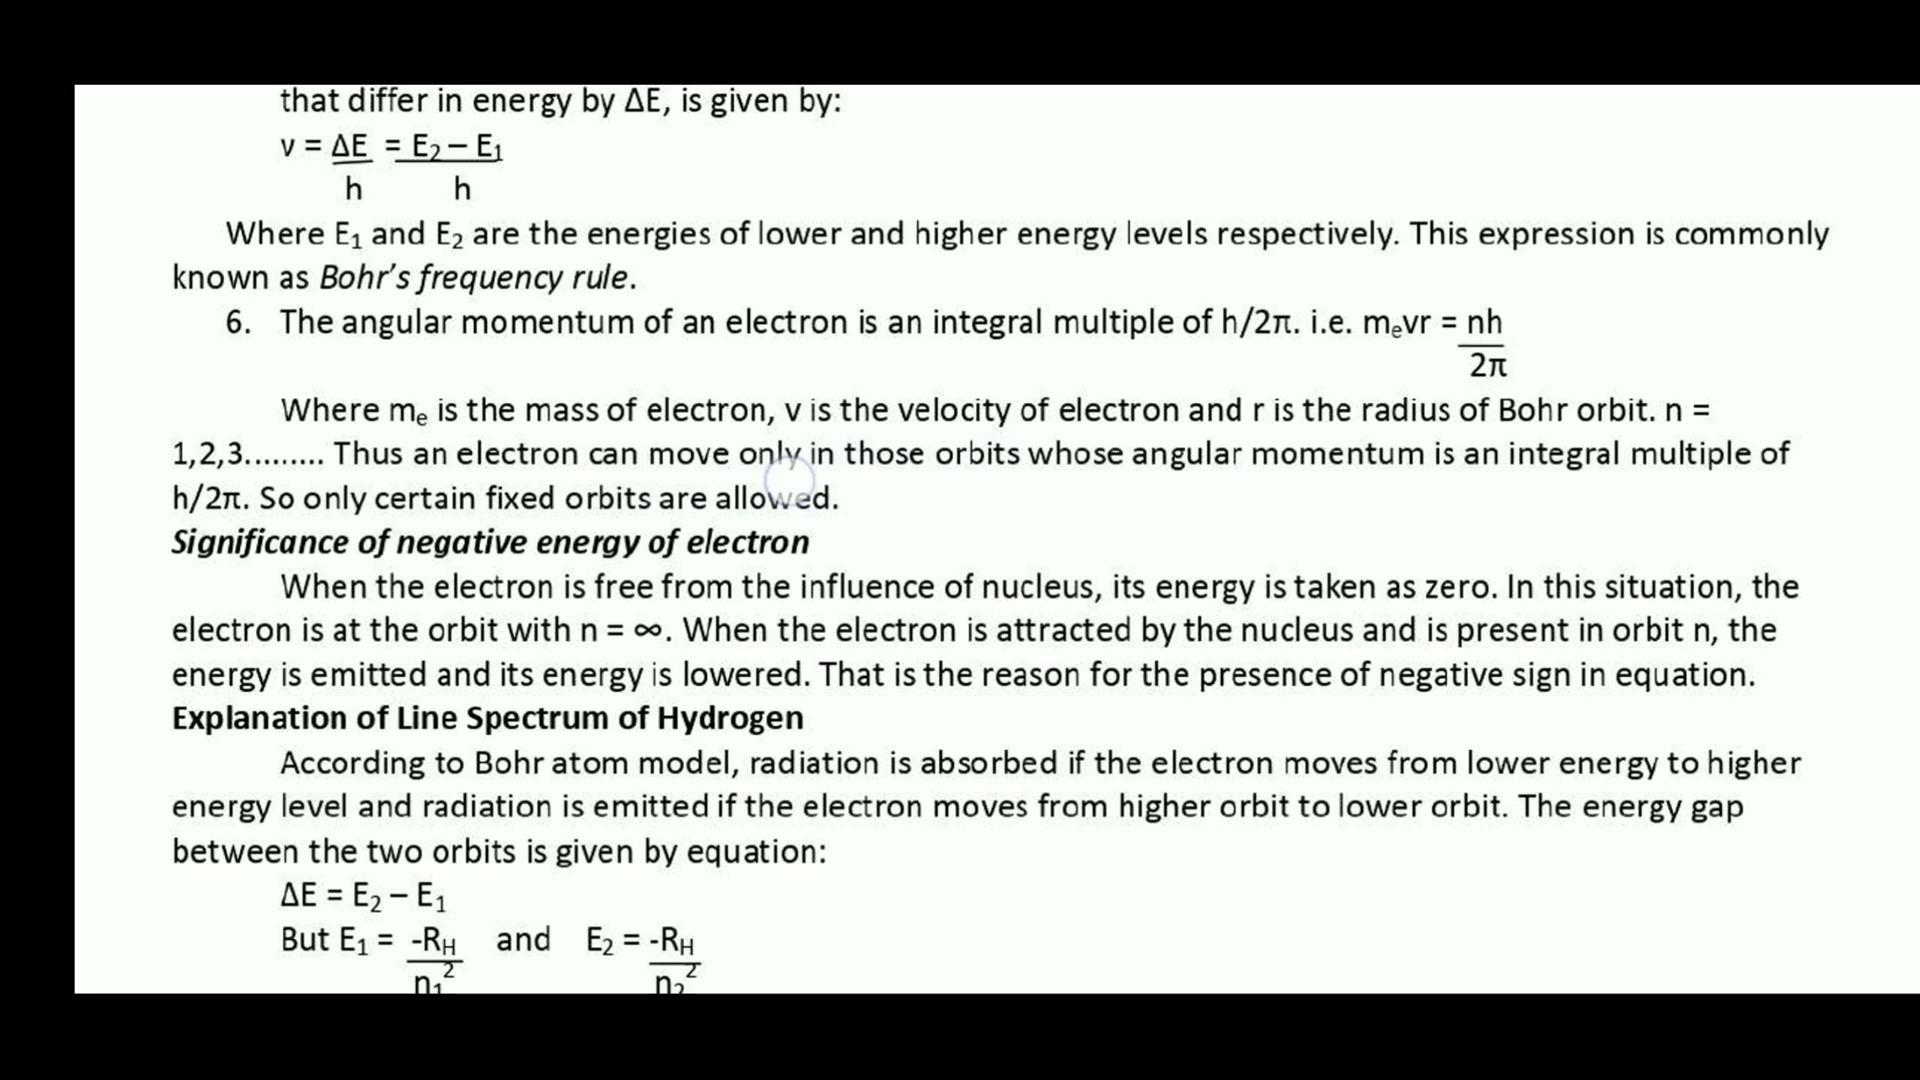 that differ in energy by ΔE, is given by:
ν = ΔE = E₂ – E₁
h h
Where E₁ and E₂ are the energies of lower and higher energy levels respectively. This expression is commonly
known as Bohr’s frequency rule.
6. The angular momentum of an electron is an integral multiple of h/2π. i.e. mₑvr = nh
2π
Where mₑ is the mass of electron, v is the velocity of electron and r is the radius of Bohr orbit. n =
1,2,3......... Thus an electron can move only in those orbits whose angular momentum is an integral multiple of
h/2π. So only certain fixed orbits are allowed.
Significance of negative energy of electron
When the electron is free from the influence of nucleus, its energy is taken as zero. In this situation, the
electron is at the orbit with n = ∞. When the electron is attracted by the nucleus and is present in orbit n, the
energy is emitted and its energy is lowered. That is the reason for the presence of negative sign in equation.
Explanation of Line Spectrum of Hydrogen
According to Bohr atom model, radiation is absorbed if the electron moves from lower energy to higher
energy level and radiation is emitted if the electron moves from higher orbit to lower orbit. The energy gap
between the two orbits is given by equation:
ΔE = E₂ – E₁
But E₁ = -R<sub>H</sub> and E₂ = -R<sub>H</sub>
n₁² n₂²